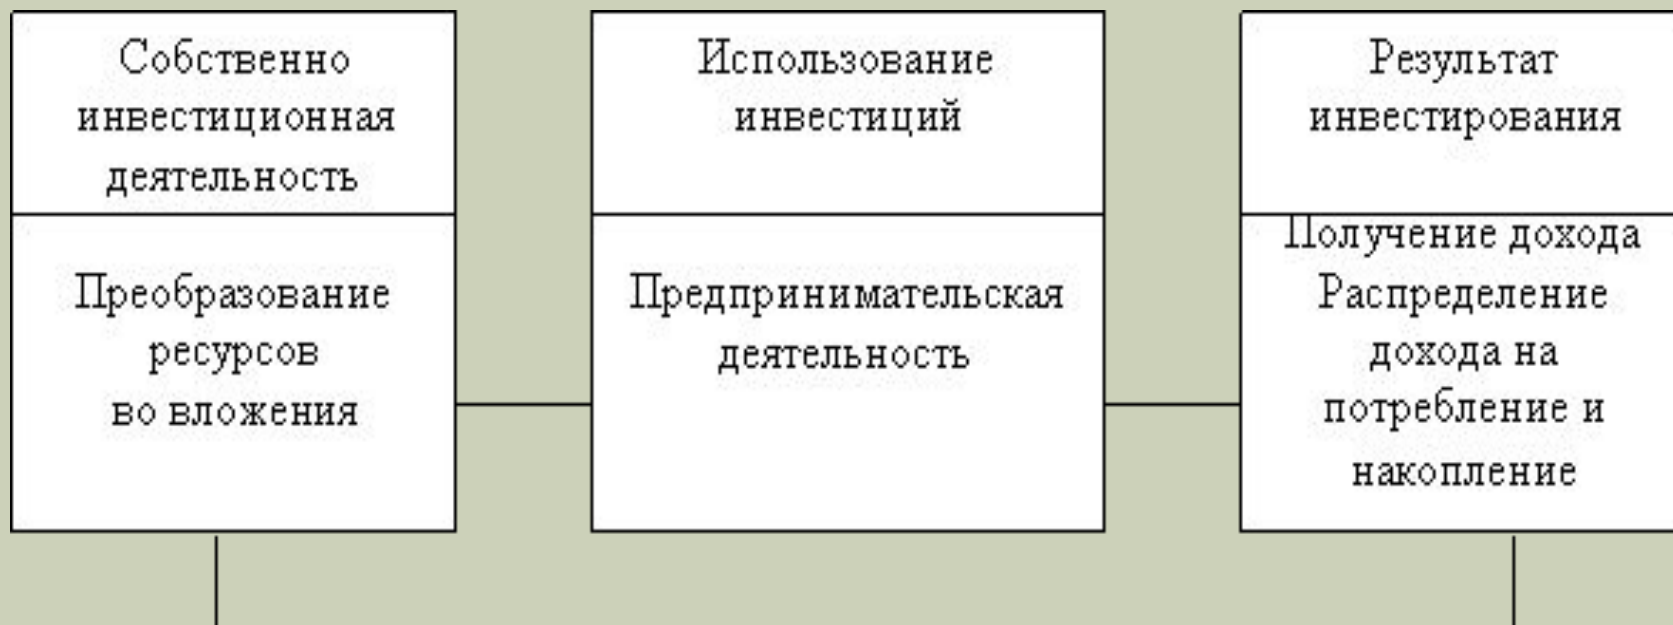 Собственно
инвестиционная
деятельность
Преобразование
ресурсов
во вложения
Использование
инвестиций
Предпринимательская
деятельность
Результат
инвестирования
Получение дохода
Распределение
дохода на
потребление и
накопление